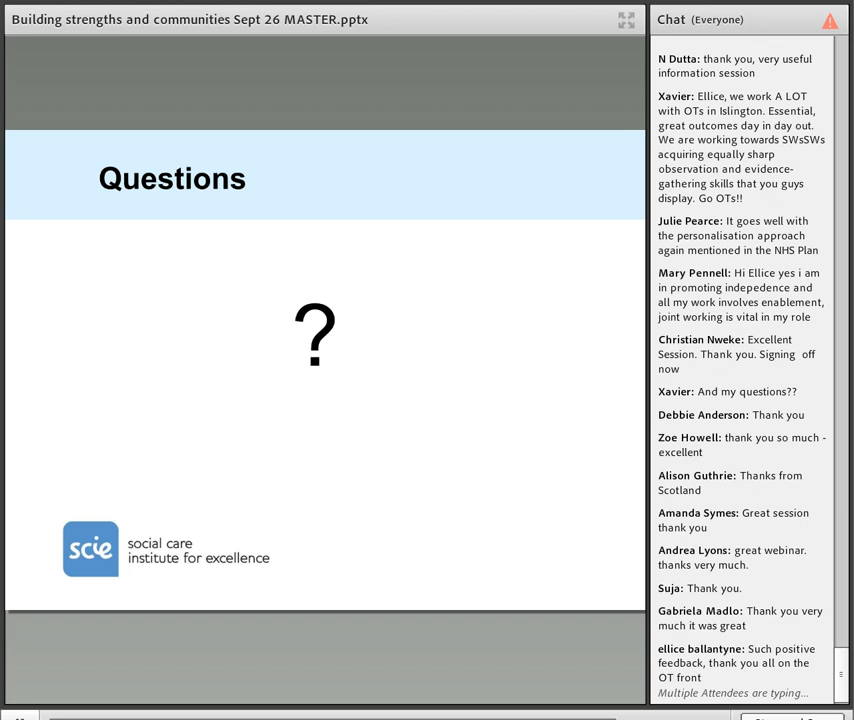 Building strengths and communities Sept 26 MASTER.pptx
Questions
?
scie
social care
institute for excellence
Chat (Everyone)
N Dutta: thank you, very useful
information session
Xavier: Ellice, we work A LOT
with OTs in Islington. Essential,
great outcomes day in day out.
We are working towards SWsSWs
acquiring equally sharp
observation and evidence-
gathering skills that you guys
display. Go OTs!!
Julie Pearce: It goes well with
the personalisation approach
again mentioned in the NHS Plan
Mary Pennell: Hi Ellice yes i am
in promoting indepedence and
all my work involves enablement,
joint working is vital in my role
Christian Nweke: Excellent
Session. Thank you. Signing off
now
Xavier: And my questions??
Debbie Anderson: Thank you
Zoe Howell: thank you so much -
excellent
Alison Guthrie: Thanks from
Scotland
Amanda Symes: Great session
thank you
Andrea Lyons: great webinar.
thanks very much.
Suja: Thank you.
Gabriela Madlo: Thank you very
much it was great
ellice ballantyne: Such positive
feedback, thank you all on the
OT front
Multiple Attendees are typing...